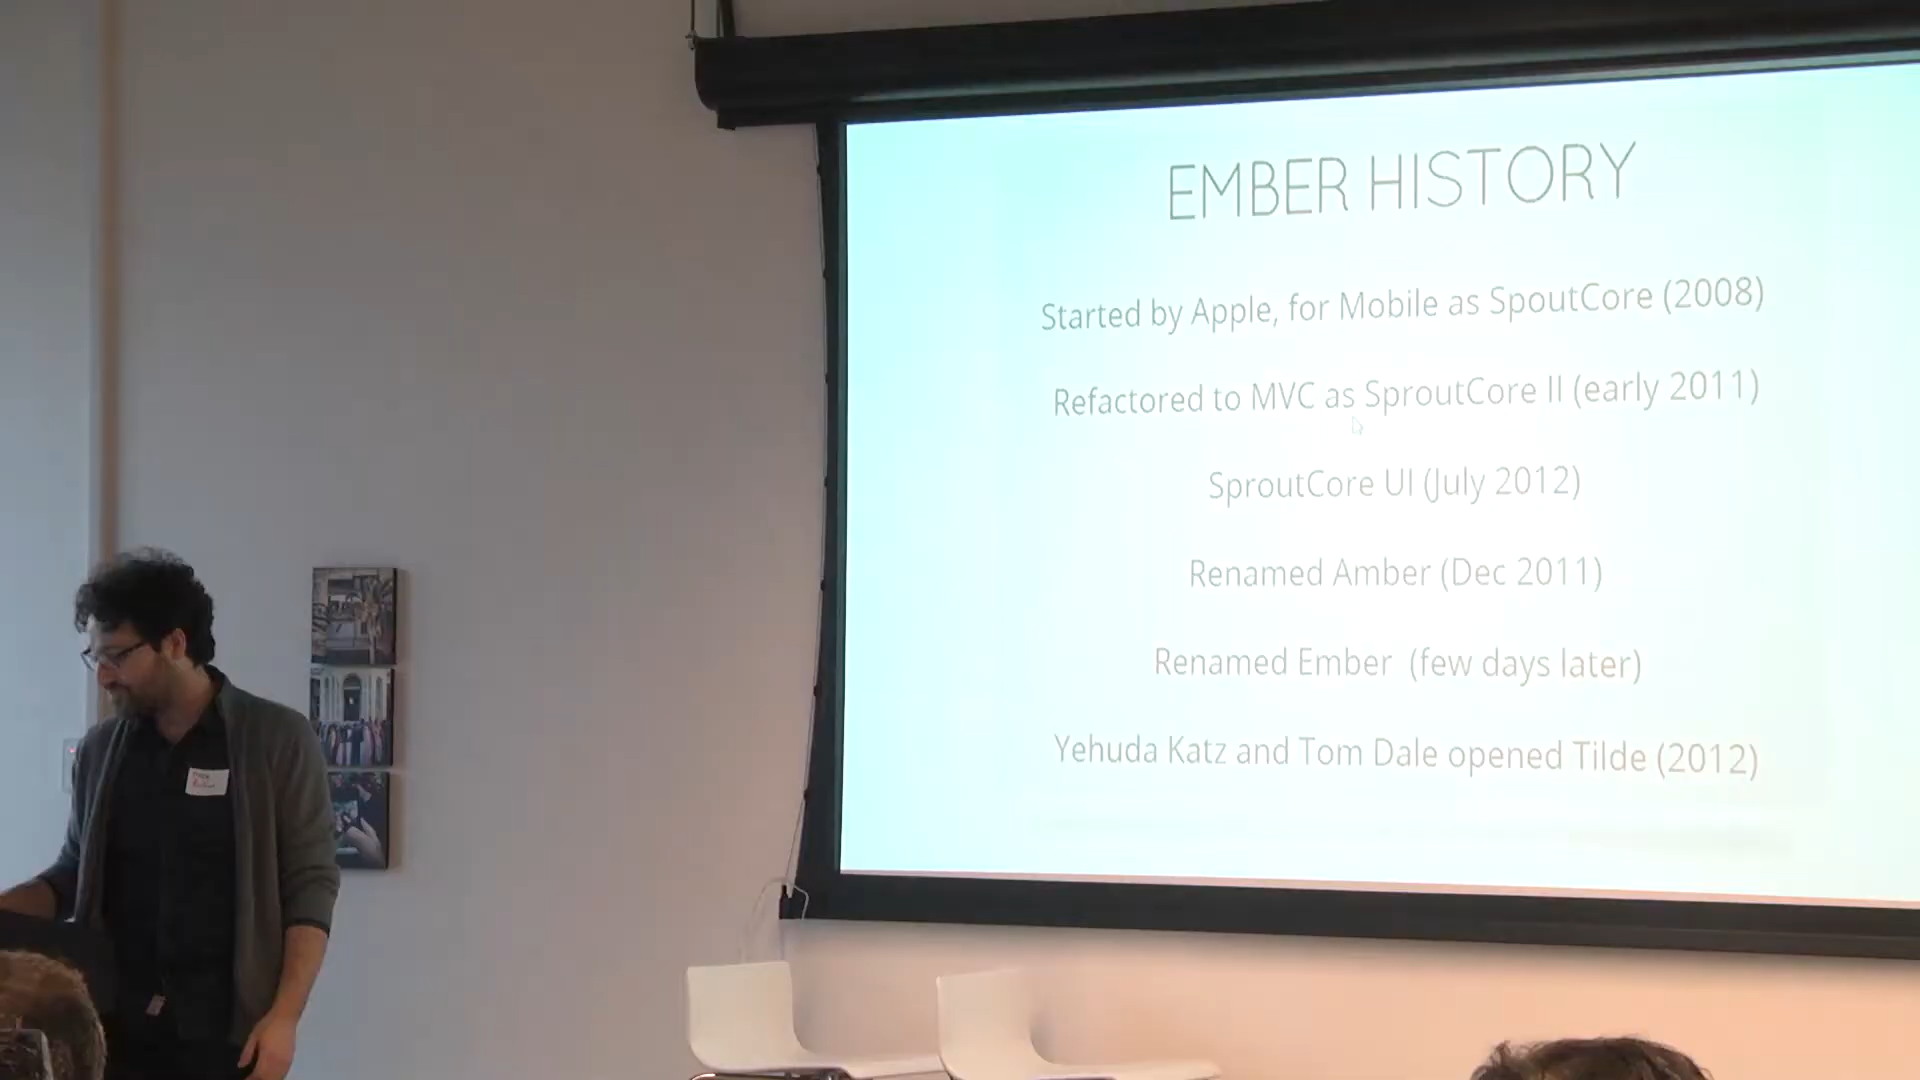 EMBER HISTORY
Started by Apple, for Mobile as SpoutCore (2008)
Refactored to MVC as SproutCore II (early 2011)
SproutCore UI (July 2012)
Renamed Amber (Dec 2011)
Renamed Ember (few days later)
Yehuda Katz and Tom Dale opened Tilde (2012)